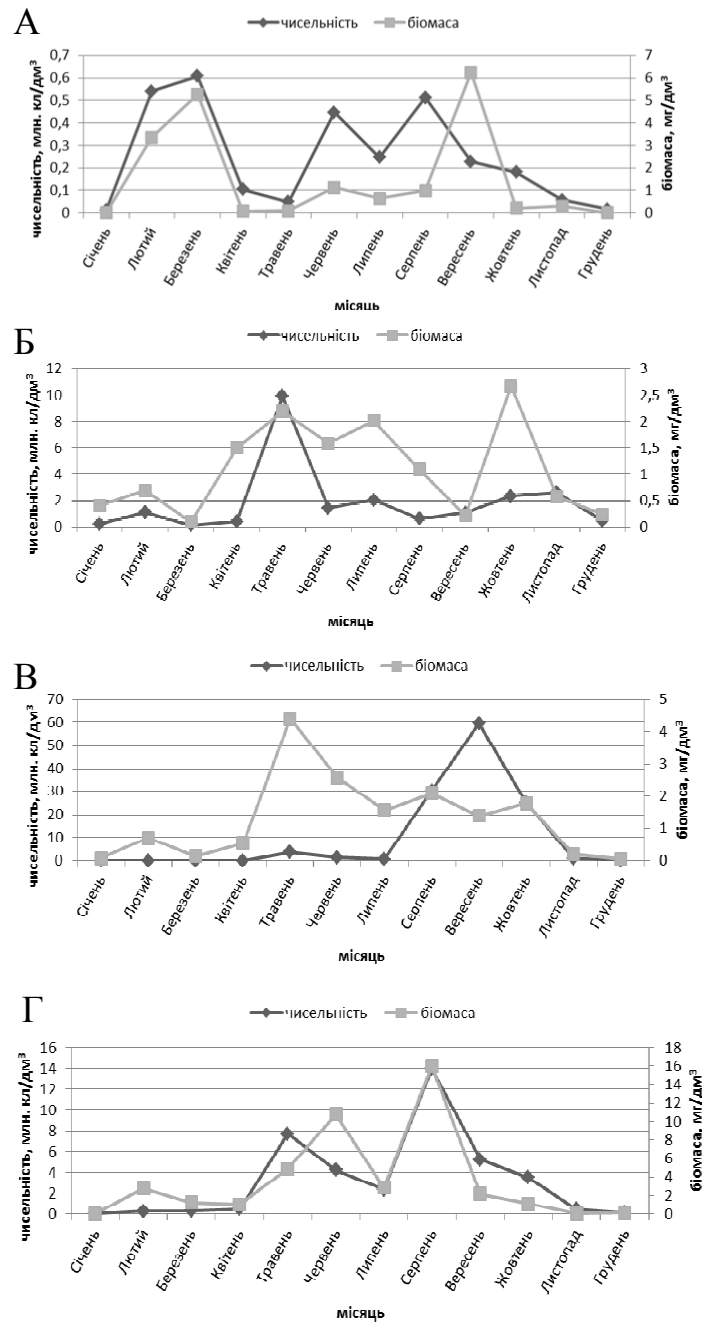 А
чисельність біомаса
чисельність, млн. кл/дм³
0,7
0,6
0,5
0,4
0,3
0,2
0,1
0
7
6
5
4
3
2
1
0
біомаса, мг/дм³
Січень Лютий Березень Квітень Травень Червень Липень Серпень Вересень Жовтень Листопад Грудень
місяць
Б
чисельність біомаса
чисельність, млн. кл/дм³
12
10
8
6
4
2
0
3
2,5
2
1,5
1
0,5
0
біомаса, мг/дм³
Січень Лютий Березень Квітень Травень Червень Липень Серпень Вересень Жовтень Листопад Грудень
місяць
В
чисельність біомаса
чисельність, млн. кл/дм³
70
60
50
40
30
20
10
0
5
4
3
2
1
0
біомаса, мг/дм³
Січень Лютий Березень Квітень Травень Червень Липень Серпень Вересень Жовтень Листопад Грудень
місяць
Г
чисельність біомаса
чисельність, млн. кл/дм³
16
14
12
10
8
6
4
2
0
18
16
14
12
10
8
6
4
2
0
біомаса, мг/дм³
Січень Лютий Березень Квітень Травень Червень Липень Серпень Вересень Жовтень Листопад Грудень
місяць